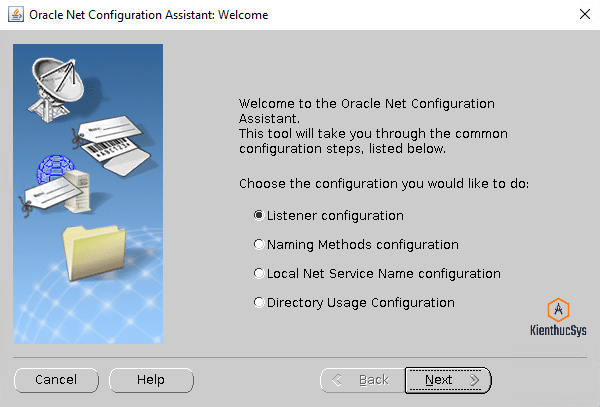 Oracle Net Configuration Assistant: Welcome
Welcome to the Oracle Net Configuration
Assistant.
This tool will take you through the common
configuration steps, listed below.
Choose the configuration you would like to do:
Listener configuration
Naming Methods configuration
Local Net Service Name configuration
Directory Usage Configuration
KienthucSys
Cancel
Help
Back
Next